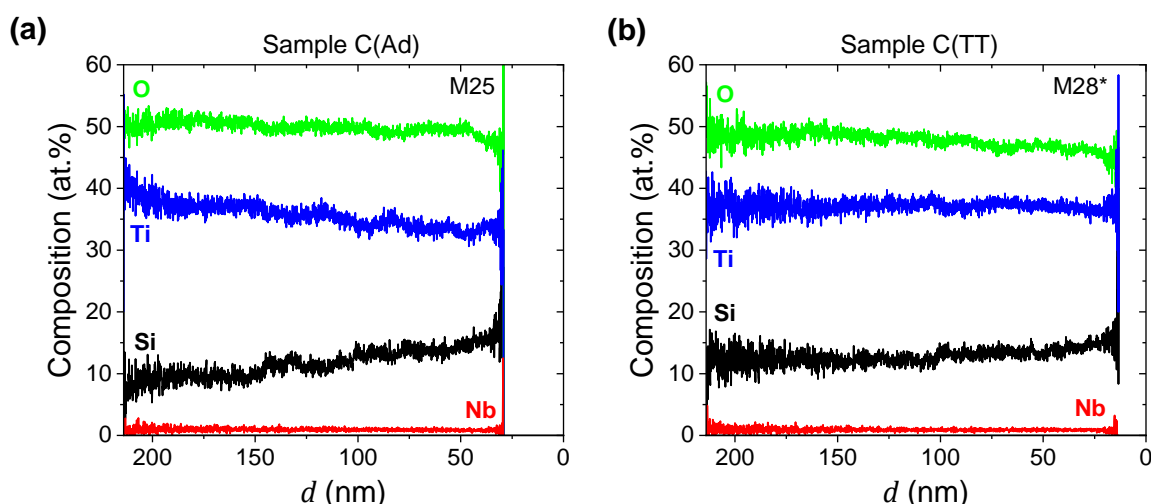 (a)
Sample C(Ad)
M25
O
Ti
Si
Nb
Composition (at.%)
60
50
40
30
20
10
0
200
150
100
50
0
d (nm)
(b)
Sample C(TT)
M28*
O
Ti
Si
Nb
Composition (at.%)
60
50
40
30
20
10
0
200
150
100
50
0
d (nm)